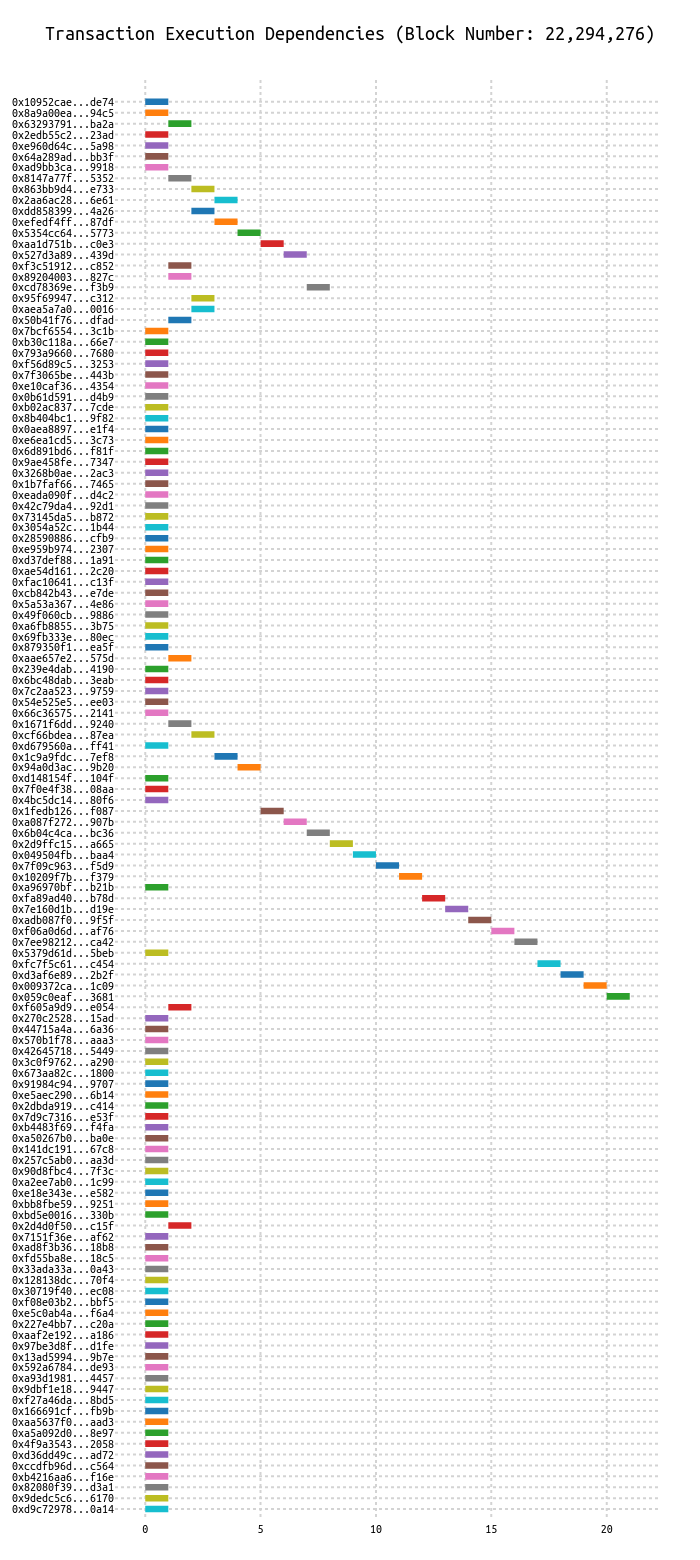 Transaction Execution Dependencies (Block Number: 22,294,276)
0x10952cae...de74
0x8a9a00ea...94c5
0x63293791...ba2a
0x2edb55c2...23ad
0xe960d64c...5a98
0x64a289ad...bb3f
0xad9bb3ca...9918
0x8147a77f...5352
0x863bb9d4...e733
0x2aa6ac28...6e61
0xdd858399...4a26
0xefedf4ff...87df
0x5354cc64...5773
0xaa1d751b...c0e3
0x527d3a89...439d
0xf3c51912...c852
0x89204003...827c
0xcd78369e...f3b9
0x95f69947...c312
0xaea5a7a0...0016
0x50b41f76...dfad
0x7bcf6554...3c1b
0xb30c118a...66e7
0x793a9660...7680
0xf56d89c5...3253
0x7f3065be...443b
0xe10caf36...4354
0x0b61d591...d4b9
0xb02ac837...7cde
0x8b404bc1...9f82
0x0aea8897...e1f4
0xe6ea1cd5...3c73
0x6d891bd6...f81f
0x9ae458fe...7347
0x3268b0ae...2ac3
0x1b7faf66...7465
0xeada090f...d4c2
0x42c79da4...92d1
0x73145da5...b872
0x3054a52c...1b44
0x28590886...cfb9
0xe959b974...2307
0xd37def88...1a91
0xae54d161...2c20
0xfac10641...c13f
0xcb842b43...e7de
0x5a53a367...4e86
0x49f060cb...9886
0xa6fb8855...3b75
0x69fb333e...80ec
0x879350f1...ea5f
0xaae657e2...575d
0x239e4dab...4190
0x6bc48dab...3eab
0x7c2aa523...9759
0x54e525e5...ee03
0x66c36575...2141
0x1671f6dd...9240
0xcf66bdea...87ea
0xd679560a...ff41
0x1c9a9fdc...7ef8
0x94a0d3ac...9b20
0xd148154f...104f
0x7f0e4f38...08aa
0x4bc5dc14...80f6
0x1fedb126...f087
0xa087f272...907b
0x6b04c4ca...bc36
0x2d9ffc15...a665
0x049504fb...baa4
0x7f09c963...f5d9
0x10209f7b...f379
0xa96970bf...b21b
0xfa89ad40...b78d
0x7e160d1b...d19e
0xadb087f0...9f5f
0xf06a0d6d...af76
0x7ee98212...ca42
0x5379d61d...5beb
0xfc7f5c61...c454
0xd3af6e89...2b2f
0x009372ca...1c09
0x059c0eaf...3681
0xf605a9d9...e054
0x270c2528...15ad
0x44715a4a...6a36
0x570b1f78...aaa3
0x42645718...5449
0x3c0f9762...a290
0x673aa82c...1800
0x91984c94...9707
0xe5aec290...6b14
0x2dbda919...c414
0x7d9c7316...e53f
0xb4483f69...f4fa
0xa50267b0...ba0e
0x141dc191...67c8
0x257c5ab0...aa3d
0x90d8fbc4...7f3c
0xa2ee7ab0...1c99
0xe18e343e...e582
0xbb8fbe59...9251
0xbd5e0016...330b
0x2d4d0f50...c15f
0x7151f36e...af62
0xad8f3b36...18b8
0xfd55ba8e...18c5
0x33ada33a...0a43
0x128138dc...70f4
0x30719f40...ec08
0xf08e03b2...bbf5
0xe5c0ab4a...f6a4
0x227e4bb7...c20a
0xaaf2e192...a186
0x97be3d8f...d1fe
0x13ad5994...9b7e
0x592a6784...de93
0xa93d1981...4457
0x9dbf1e18...9447
0xf27a46da...8bd5
0x166691cf...fb9b
0xaa5637f0...aad3
0xa5a092d0...8e97
0x4f9a3543...2058
0xd36dd49c...ad72
0xccdfb96d...c564
0xb4216aa6...f16e
0x82080f39...d3a1
0x9dedc5c6...6170
0xd9c72978...0a14
0 5 10 15 20